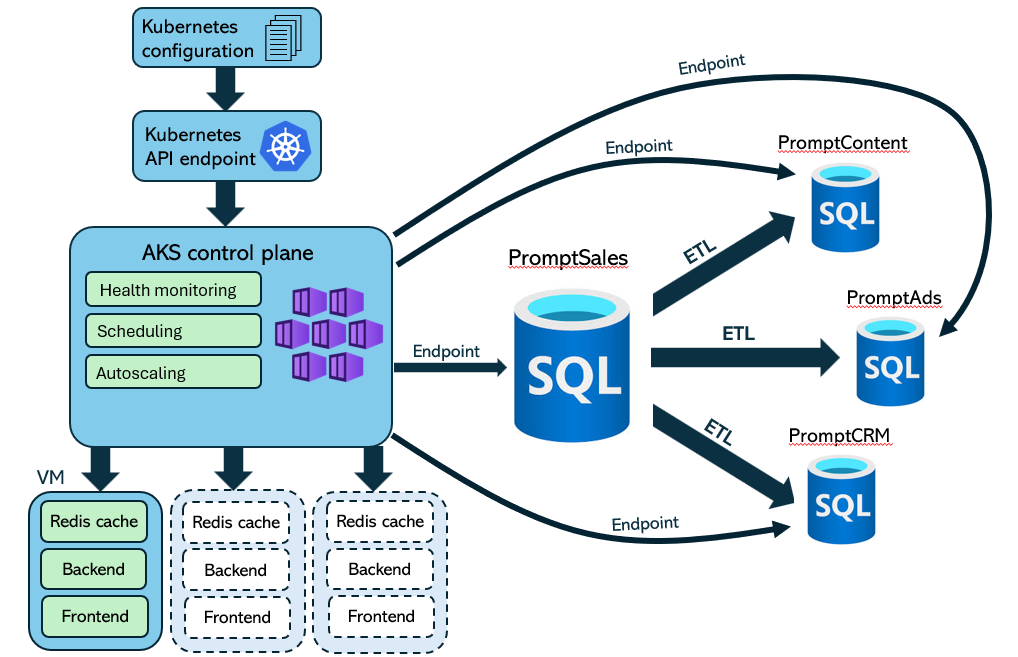 Kubernetes
configuration
Kubernetes
API endpoint
AKS control plane
Health monitoring
Scheduling
Autoscaling
VM
Redis cache
Backend
Frontend
Redis cache
Backend
Frontend
Redis cache
Backend
Frontend
Endpoint
Endpoint
Endpoint
Endpoint
PromptSales
SQL
ETL
ETL
ETL
PromptContent
SQL
PromptAds
SQL
PromptCRM
SQL